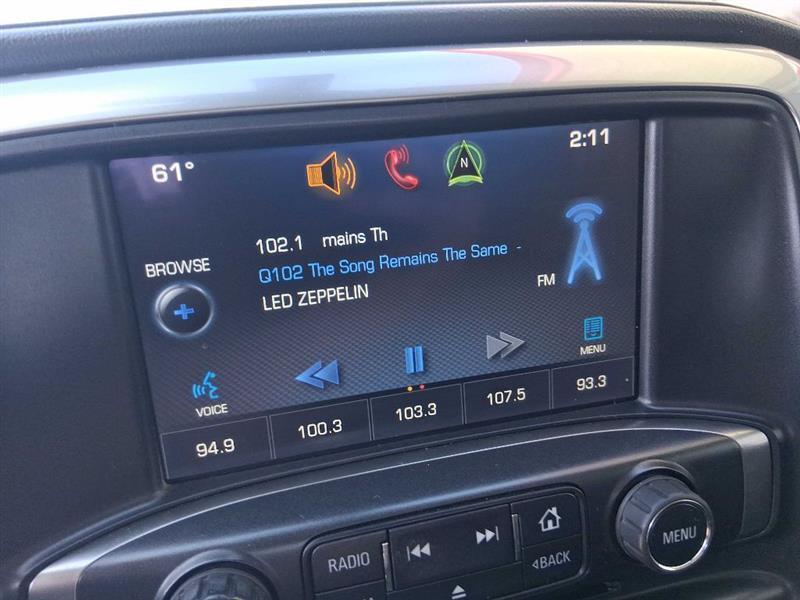 61° N 2:11
102.1 mains Th
BROWSE
Q102 The Song Remains The Same -
LED ZEPPELIN
FM
VOICE
MENU
94.9 100.3 103.3 107.5 93.3
RADIO
BACK
MENU